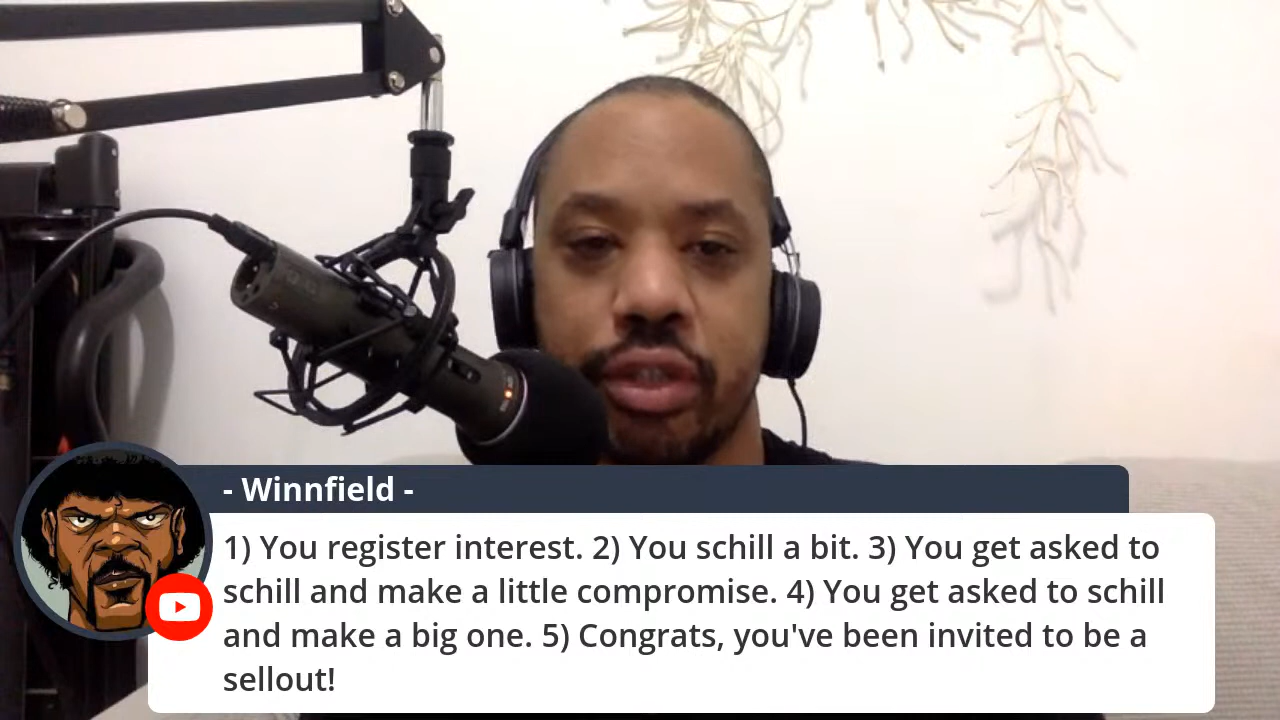 - Winnfield -
1) You register interest. 2) You schill a bit. 3) You get asked to
schill and make a little compromise. 4) You get asked to schill
and make a big one. 5) Congrats, you've been invited to be a
sellout!